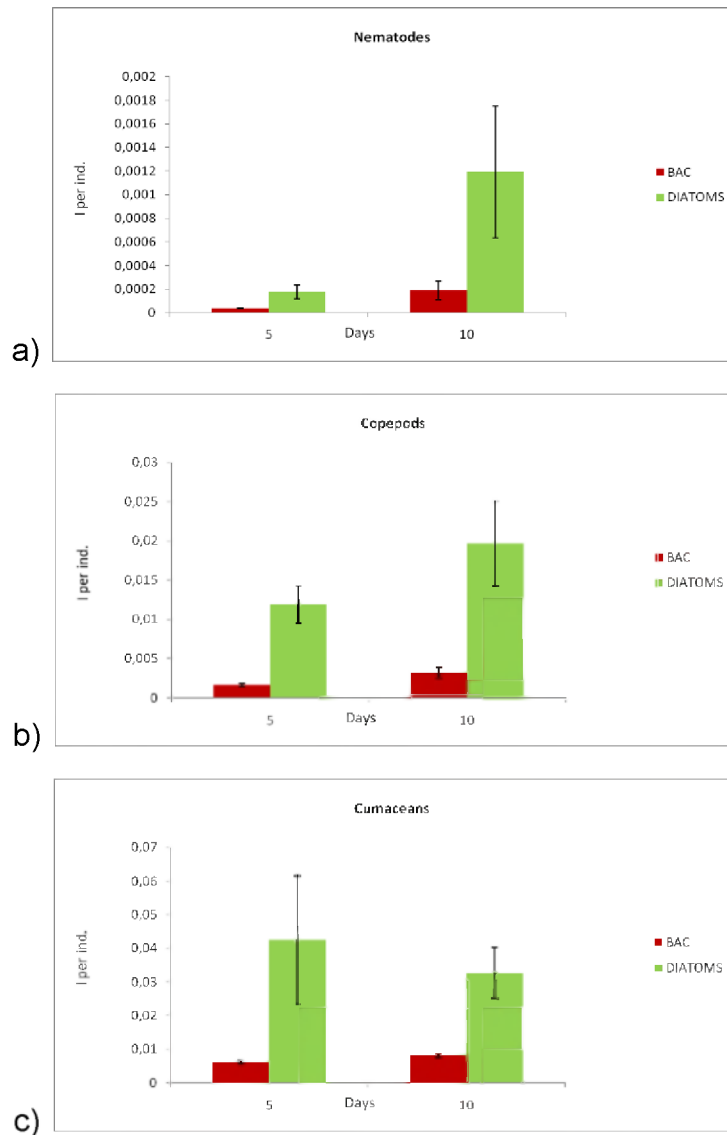 Nematodes
0,002
0,0018
0,0016
0,0014
0,0012
0,001
0,0008
0,0006
0,0004
0,0002
0
I per ind.
5
Days
10
BAC
DIATOMS
a)
Copepods
0,03
0,025
0,02
0,015
0,01
0,005
0
I per ind.
5
Days
10
BAC
DIATOMS
b)
Cumaceans
0,07
0,06
0,05
0,04
0,03
0,02
0,01
0
I per ind.
5
Days
10
BAC
DIATOMS
c)